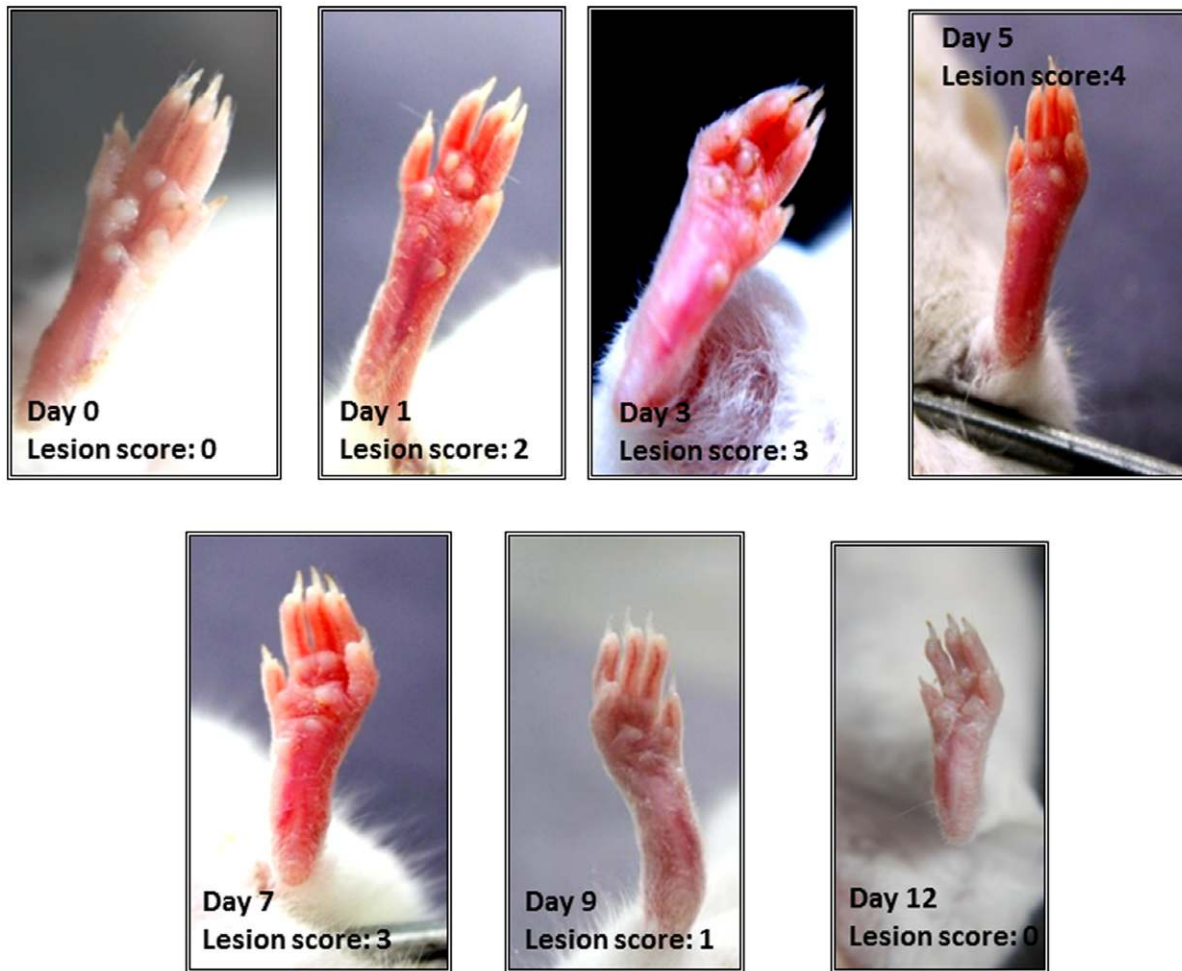 Day 0
Lesion score: 0
Day 1
Lesion score: 2
Day 3
Lesion score: 3
Day 5
Lesion score:4
Day 7
Lesion score: 3
Day 9
Lesion score: 1
Day 12
Lesion score: 0